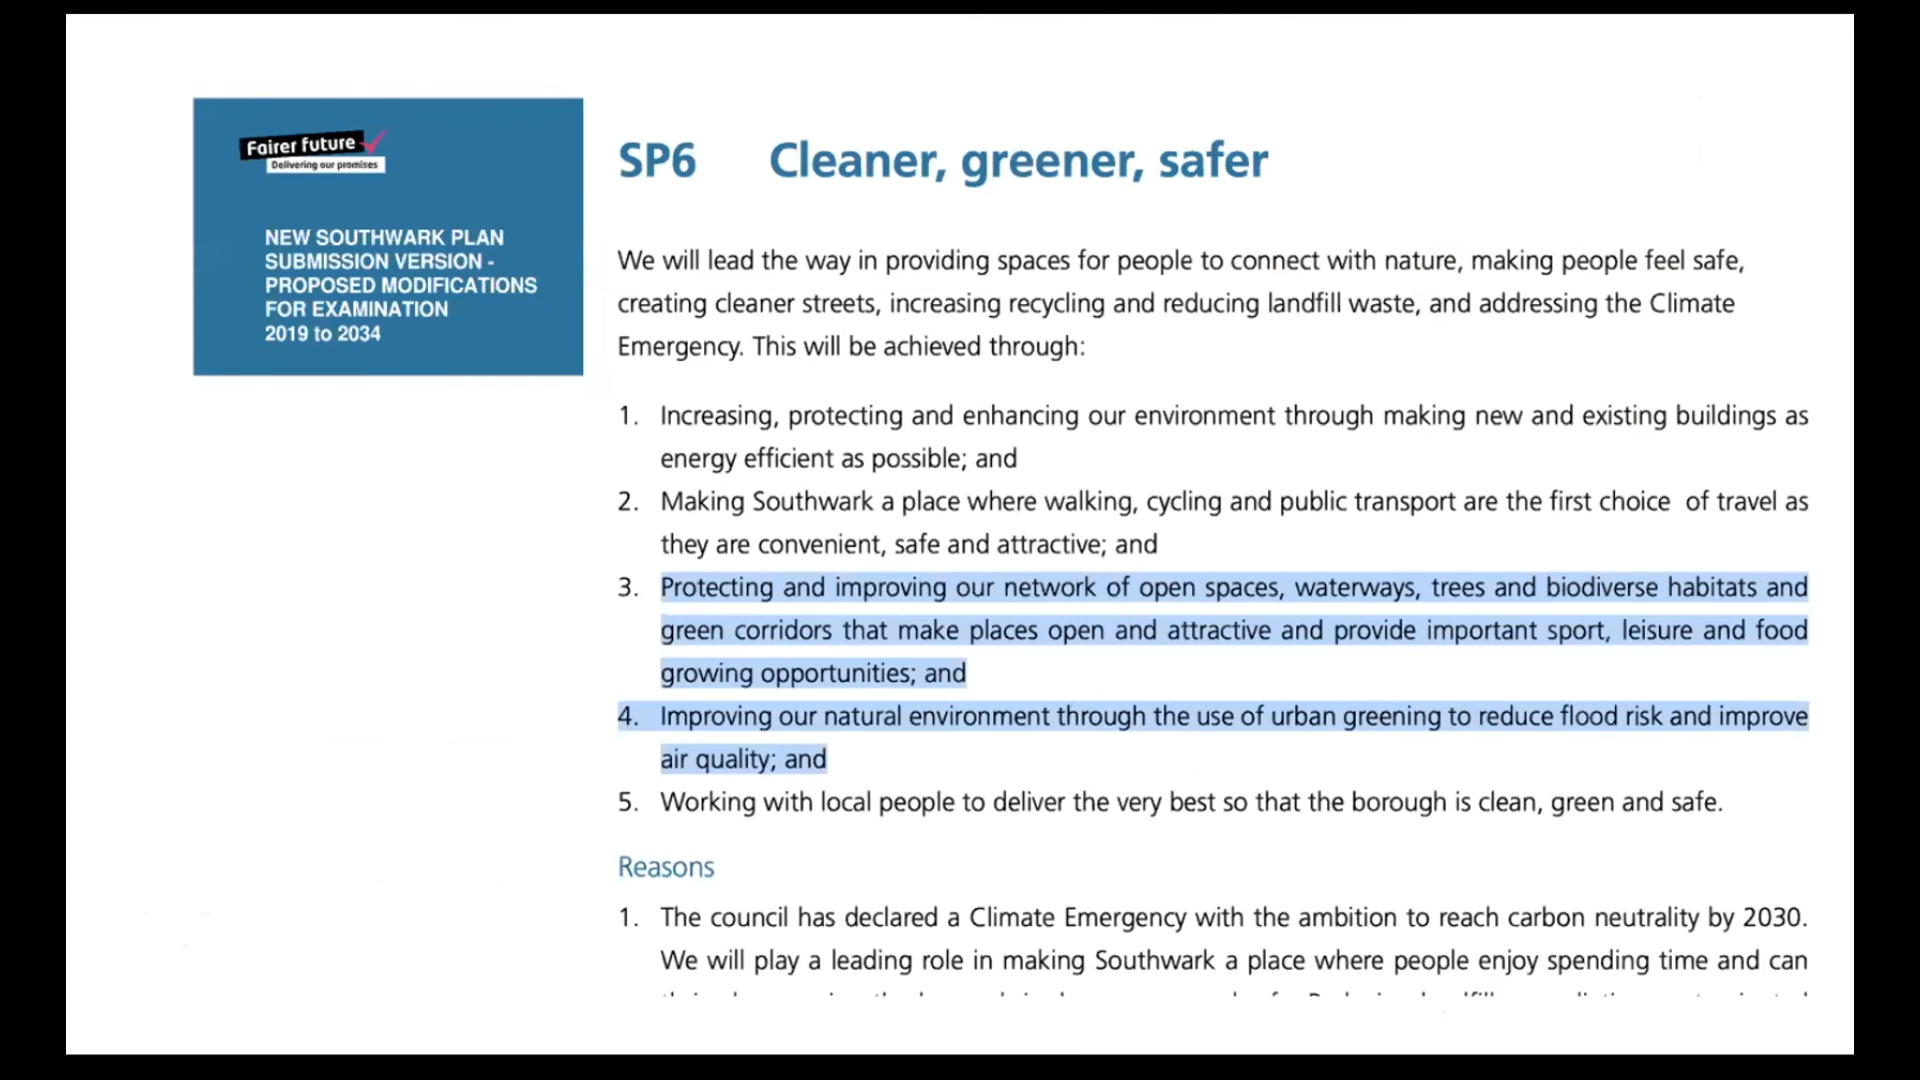 Fairer future
Delivering our promises
NEW SOUTHWARK PLAN
SUBMISSION VERSION -
PROPOSED MODIFICATIONS
FOR EXAMINATION
2019 to 2034
SP6 Cleaner, greener, safer
We will lead the way in providing spaces for people to connect with nature, making people feel safe,
creating cleaner streets, increasing recycling and reducing landfill waste, and addressing the Climate
Emergency. This will be achieved through:
1. Increasing, protecting and enhancing our environment through making new and existing buildings as
energy efficient as possible; and
2. Making Southwark a place where walking, cycling and public transport are the first choice of travel as
they are convenient, safe and attractive; and
3. Protecting and improving our network of open spaces, waterways, trees and biodiverse habitats and
green corridors that make places open and attractive and provide important sport, leisure and food
growing opportunities; and
4. Improving our natural environment through the use of urban greening to reduce flood risk and improve
air quality; and
5. Working with local people to deliver the very best so that the borough is clean, green and safe.
Reasons
1. The council has declared a Climate Emergency with the ambition to reach carbon neutrality by 2030.
We will play a leading role in making Southwark a place where people enjoy spending time and can